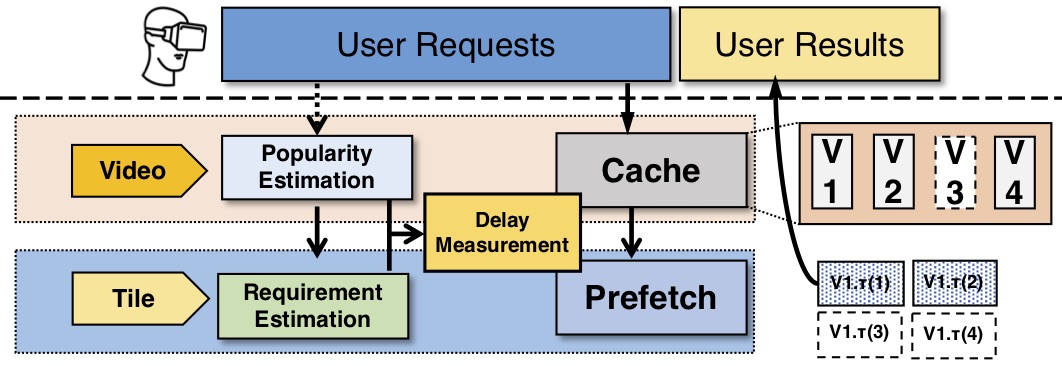 User Requests
User Results
Video
Popularity
Estimation
Cache
V
1
V
2
V
3
V
4
Delay
Measurement
Tile
Requirement
Estimation
Prefetch
V1.τ(1)
V1.τ(2)
V1.τ(3)
V1.τ(4)